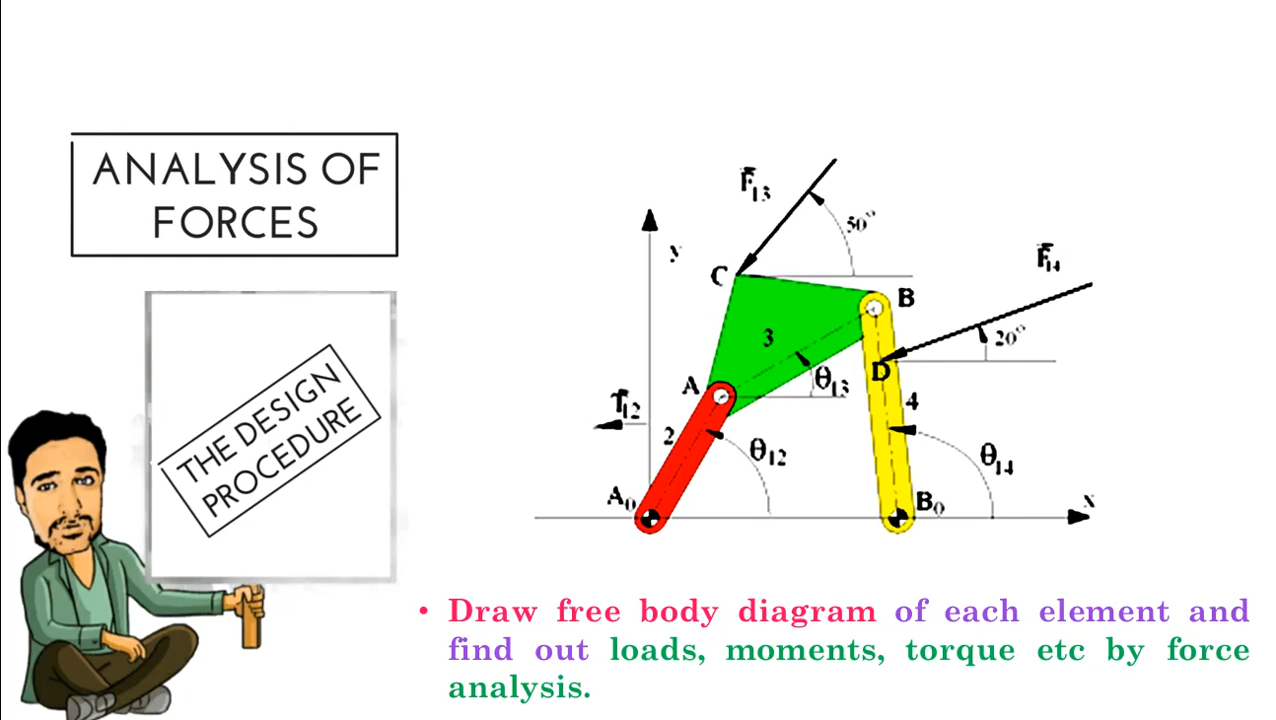 ANALYSIS OF
FORCES
THE DESIGN
PROCEDURE
F13
50°
y
C
F14
B
3
20°
D
A
θ13
T12
4
2
θ12
θ14
A0
B0
x
• Draw free body diagram of each element and
find out loads, moments, torque etc by force
analysis.